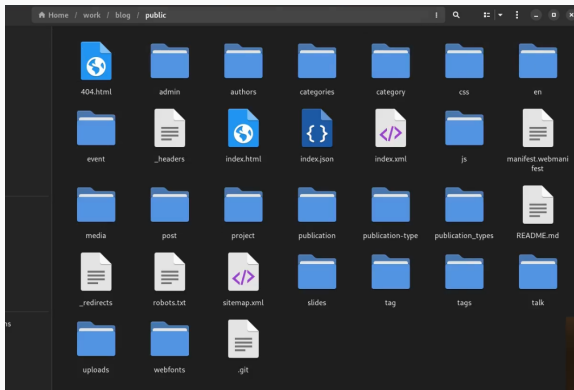 Home / work / blog / public
404.html admin authors categories category css en
event _headers index.html index.json index.xml js manifest.webmani
fest
media post project publication publication-type publication_types README.md
_redirects robots.txt sitemap.xml slides tag tags talk
ns
uploads webfonts .git